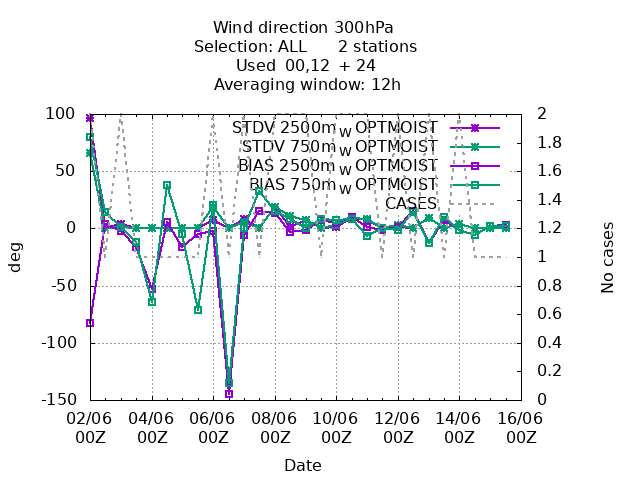 Wind direction 300hPa
Selection: ALL 2 stations
Used 00,12 + 24
Averaging window: 12h
STDV 2500m_W OPTMOIST
STDV 750m_W OPTMOIST
BIAS 2500m_W OPTMOIST
BIAS 750m_W OPTMOIST
CASES
100
50
0
-50
-100
-150
deg
2
1.8
1.6
1.4
1.2
1
0.8
0.6
0.4
0.2
0
No cases
02/06 04/06 06/06 08/06 10/06 12/06 14/06 16/06
00Z 00Z 00Z 00Z 00Z 00Z 00Z 00Z
Date